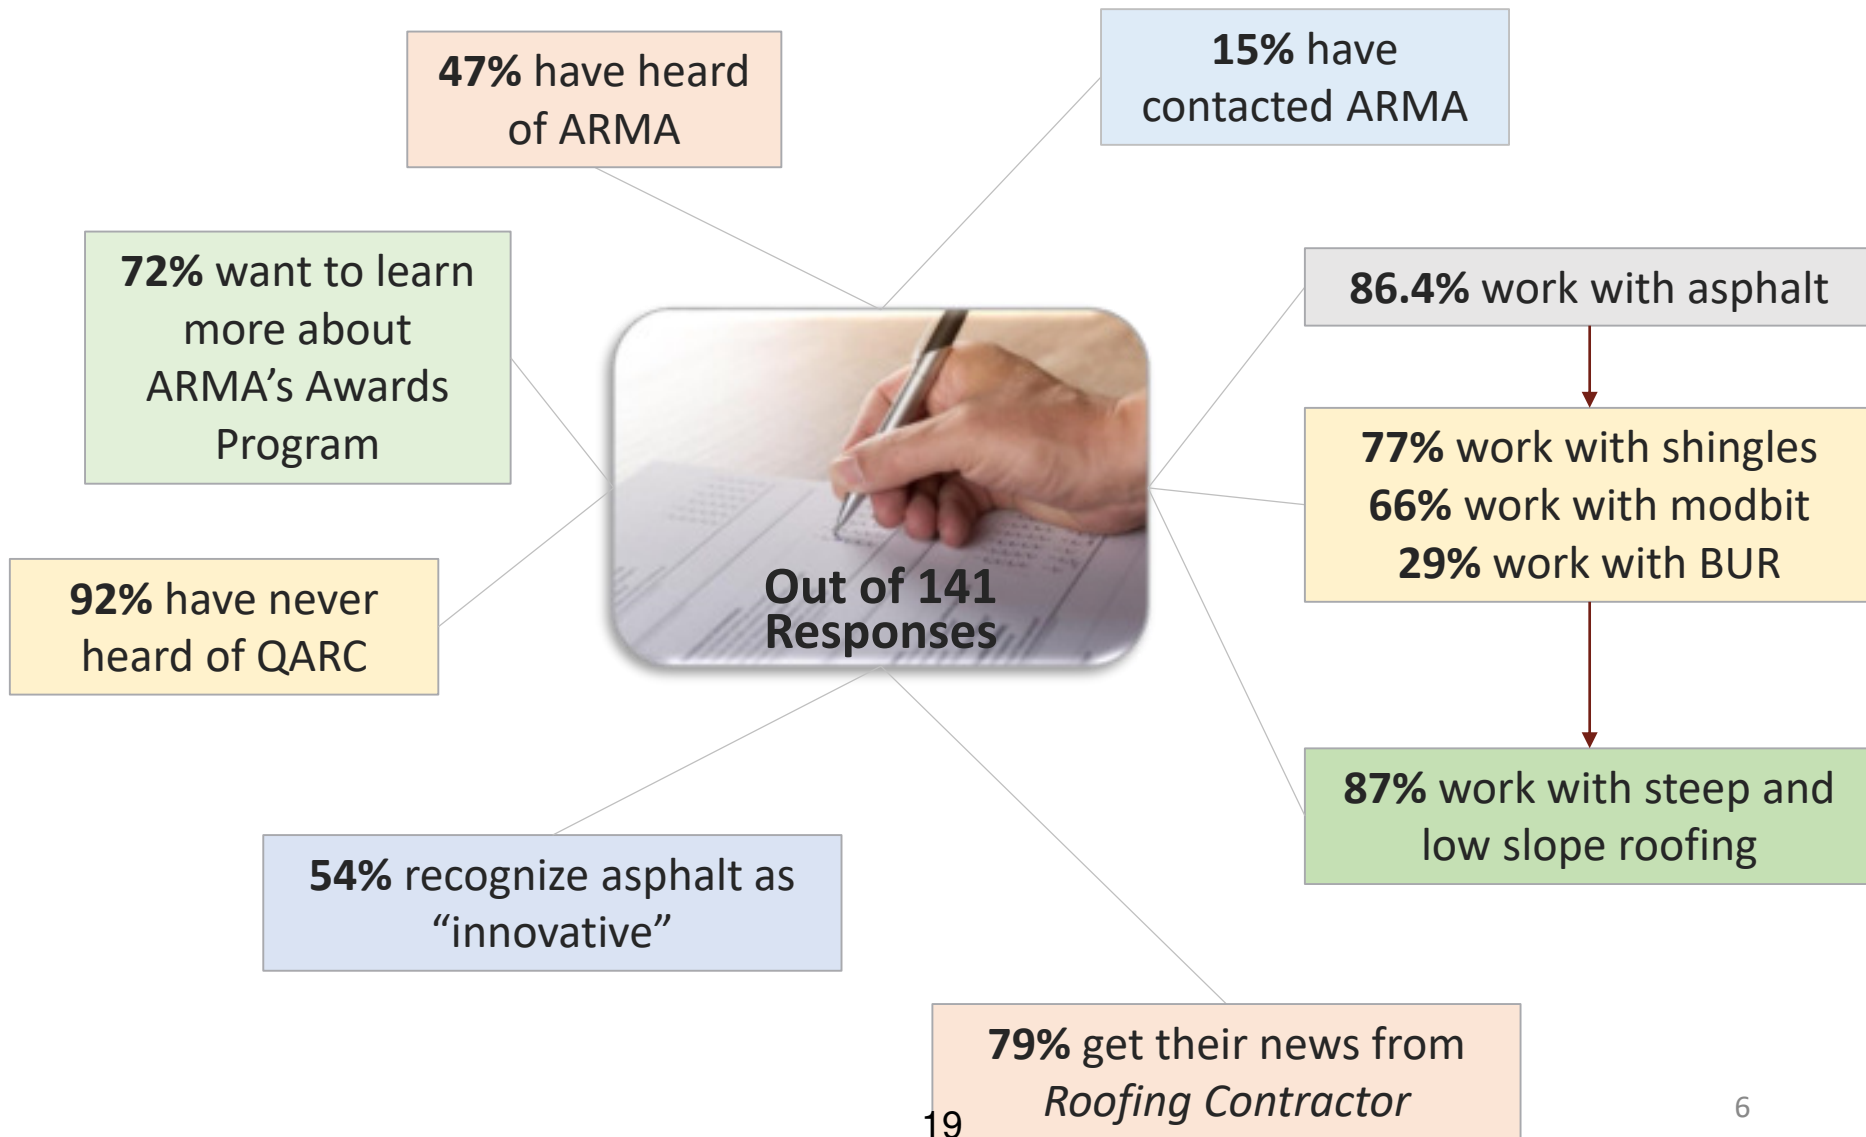 47% have heard
of ARMA
15% have
contacted ARMA
72% want to learn
more about
ARMA’s Awards
Program
86.4% work with asphalt
77% work with shingles
66% work with modbit
29% work with BUR
92% have never
heard of QARC
Out of 141
Responses
87% work with steep and
low slope roofing
54% recognize asphalt as
“innovative”
79% get their news from
Roofing Contractor
19
6